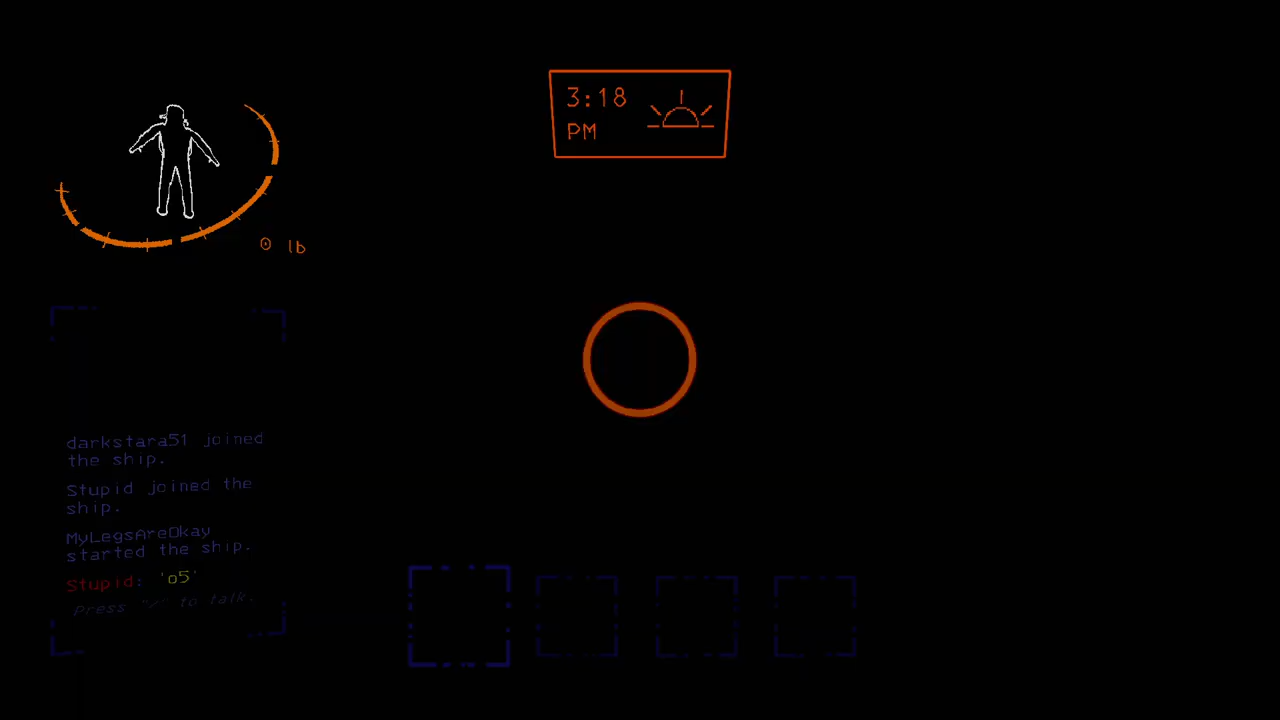 3:18
PM
0 lb
darkstara51 joined
the ship.
Stupid joined the
ship.
MyLegsAreOkay
started the ship.
Stupid: 'o5'
Press "/" to talk.